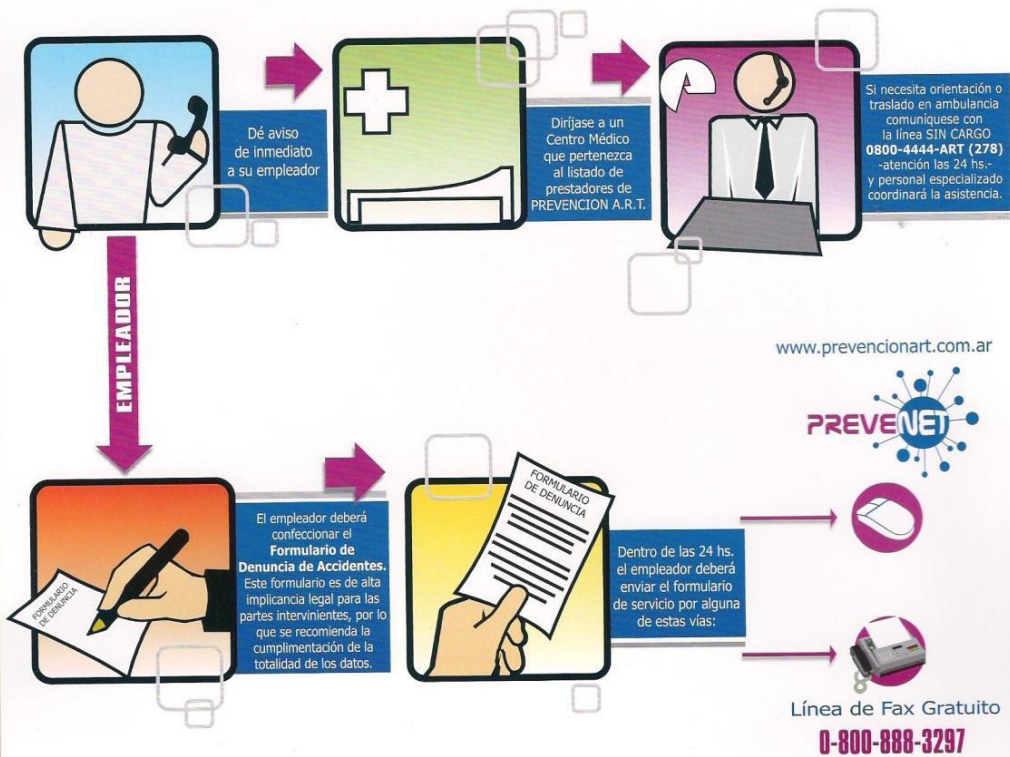 Dé aviso
de inmediato
a su empleador
Diríjase a un
Centro Médico
que pertenezca
al listado de
prestadores de
PREVENCION A.R.T.
Si necesita orientación o
traslado en ambulancia
comuníquese con
la línea SIN CARGO
0800-4444-ART (278)
-atención las 24 hs.-
y personal especializado
coordinará la asistencia.
EMPLEADOR
www.prevencionart.com.ar
PREVENET
FORMULARIO
DE DENUNCIA
El empleador deberá
confeccionar el
Formulario de
Denuncia de Accidentes.
Este formulario es de alta
implicancia legal para las
partes intervinientes, por lo
que se recomienda la
cumplimentación de la
totalidad de los datos.
FORMULARIO
DE DENUNCIA
Dentro de las 24 hs.
el empleador deberá
enviar el formulario
de servicio por alguna
de estas vías:
Línea de Fax Gratuito
0-800-888-3297